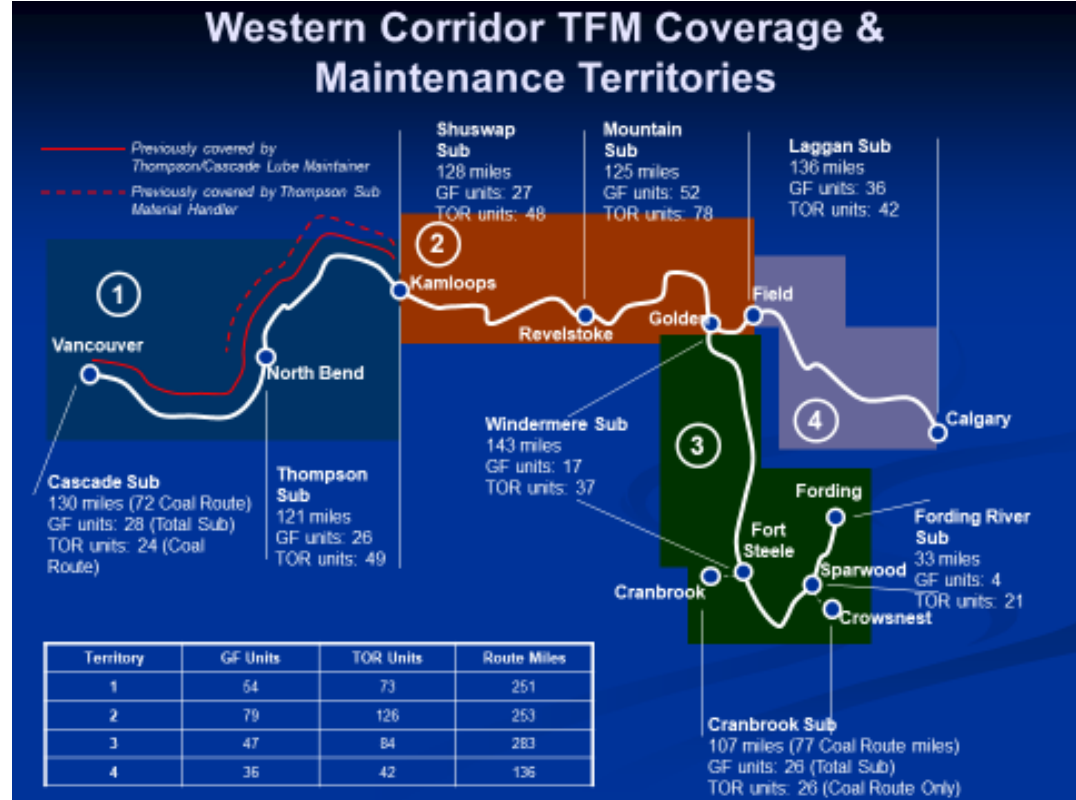 Western Corridor TFM Coverage &
Maintenance Territories
Previously covered by
Thompson/Cascade Lube Maintainer
Previously covered by Thompson Sub
Material Handler
Shuswap
Sub
128 miles
GF units: 27
TOR units: 48
Mountain
Sub
125 miles
GF units: 52
TOR units: 78
Laggan Sub
136 miles
GF units: 36
TOR units: 42
1
2
Kamloops
Vancouver
North Bend
Revelstoke
Golden
Field
Calgary
4
3
Windermere Sub
143 miles
GF units: 17
TOR units: 37
Cascade Sub
130 miles (72 Coal Route)
GF units: 28 (Total Sub)
TOR units: 24 (Coal
Route)
Thompson
Sub
121 miles
GF units: 26
TOR units: 49
Fording
Fort
Steele
Sparwood
Cranbrook
Crowsnest
Fording River
Sub
33 miles
GF units: 4
TOR units: 21
Territory GF Units TOR Units Route Miles
1 54 73 251
2 79 126 253
3 47 84 283
4 36 42 136
Cranbrook Sub
107 miles (77 Coal Route miles)
GF units: 26 (Total Sub)
TOR units: 26 (Coal Route Only)